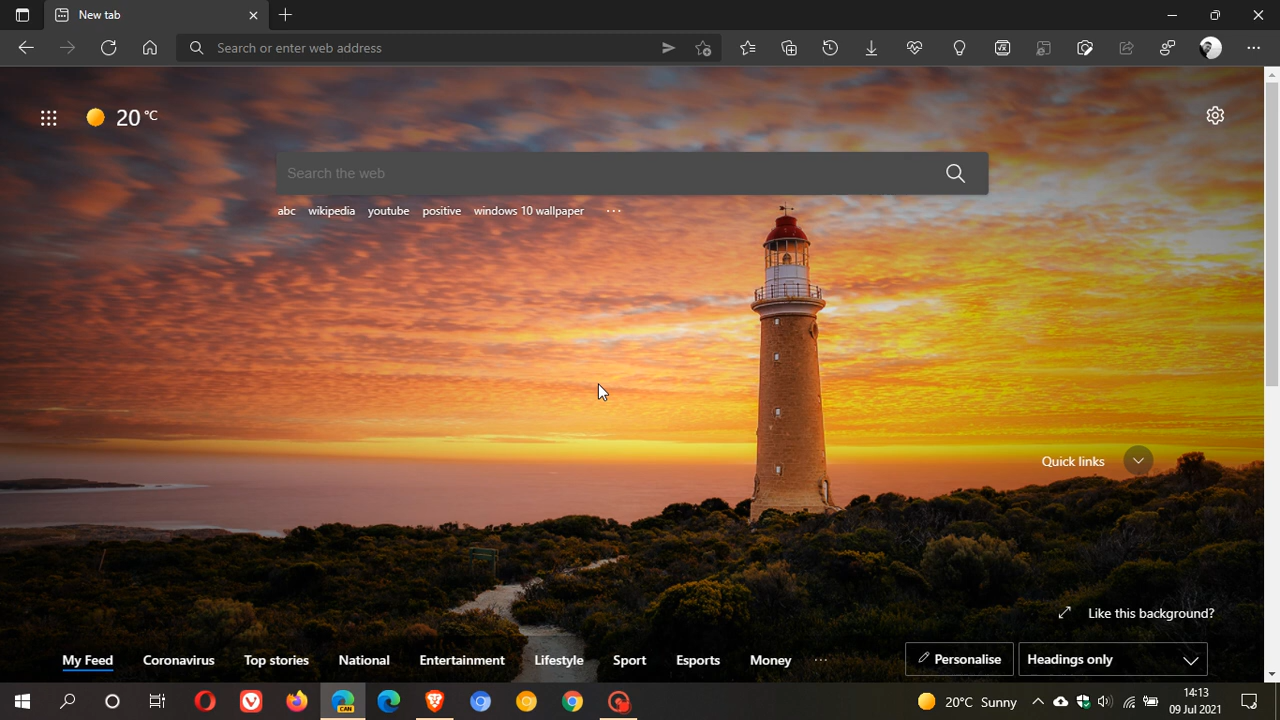 New tab
Search or enter web address
20 °C
Search the web
abc wikipedia youtube positive windows 10 wallpaper ...
Quick links
Like this background?
My Feed Coronavirus Top stories National Entertainment Lifestyle Sport Esports Money ... Personalise Headings only
CAN
20°C Sunny
14:13
09 Jul 2021